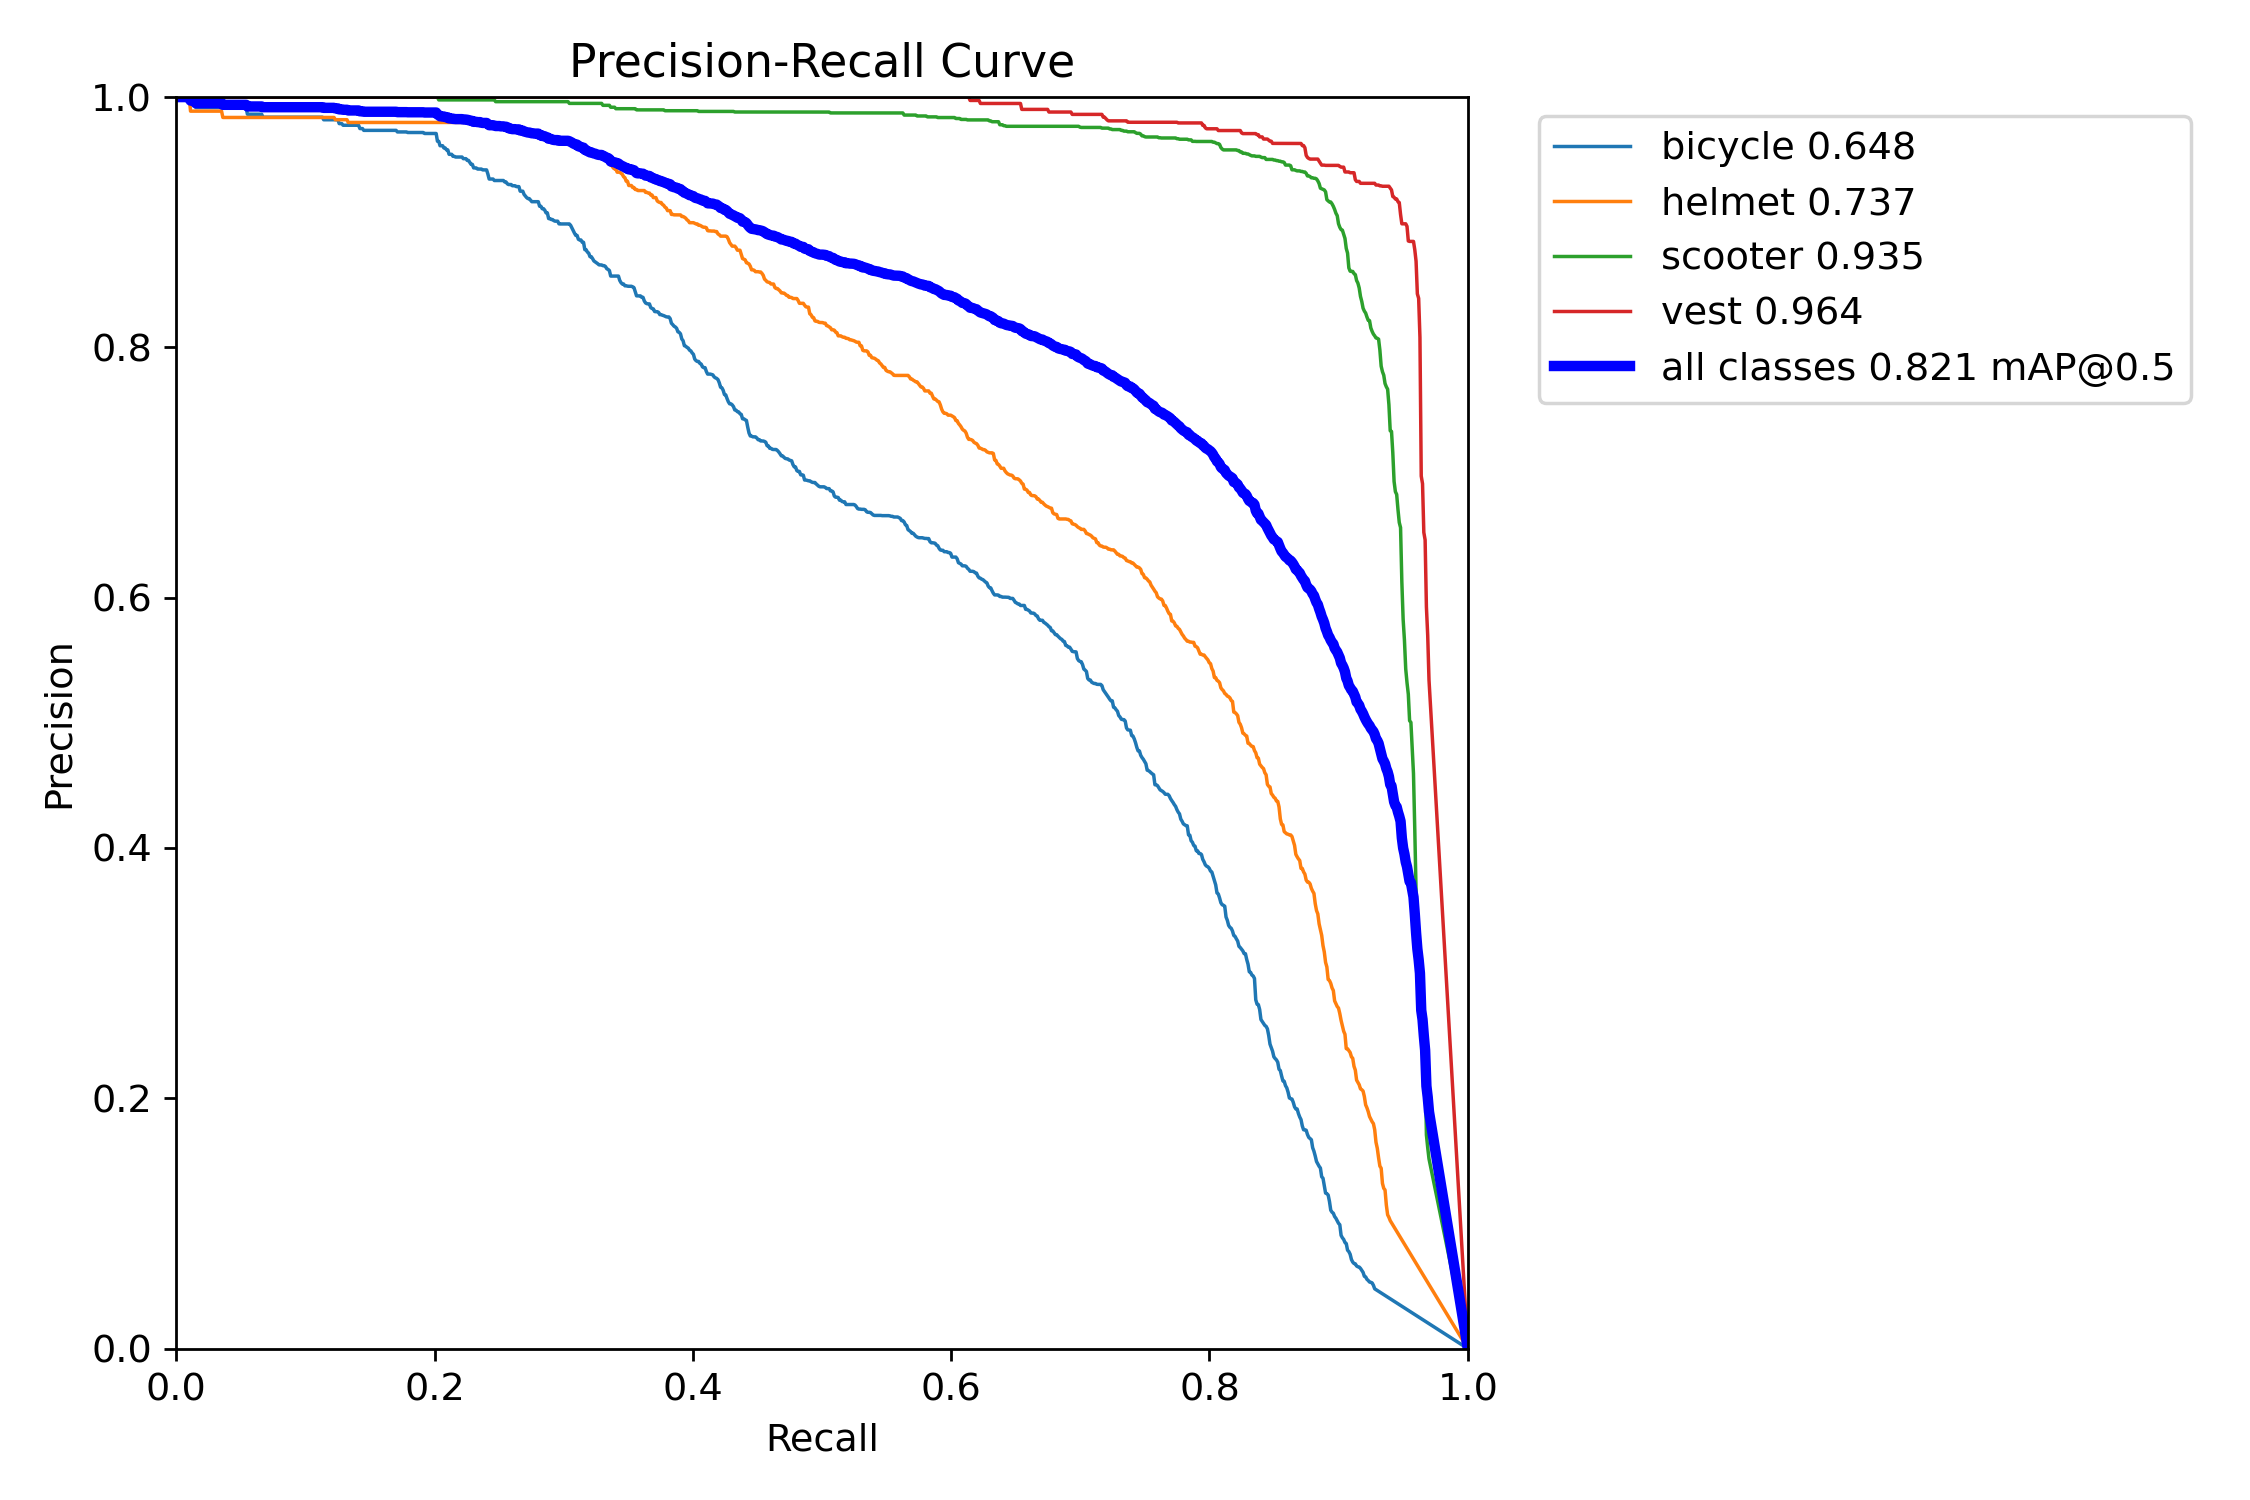 Precision-Recall Curve
1.0
0.8
0.6
0.4
0.2
0.0
Precision
0.0 0.2 0.4 0.6 0.8 1.0
Recall
bicycle 0.648
helmet 0.737
scooter 0.935
vest 0.964
all classes 0.821 mAP@0.5